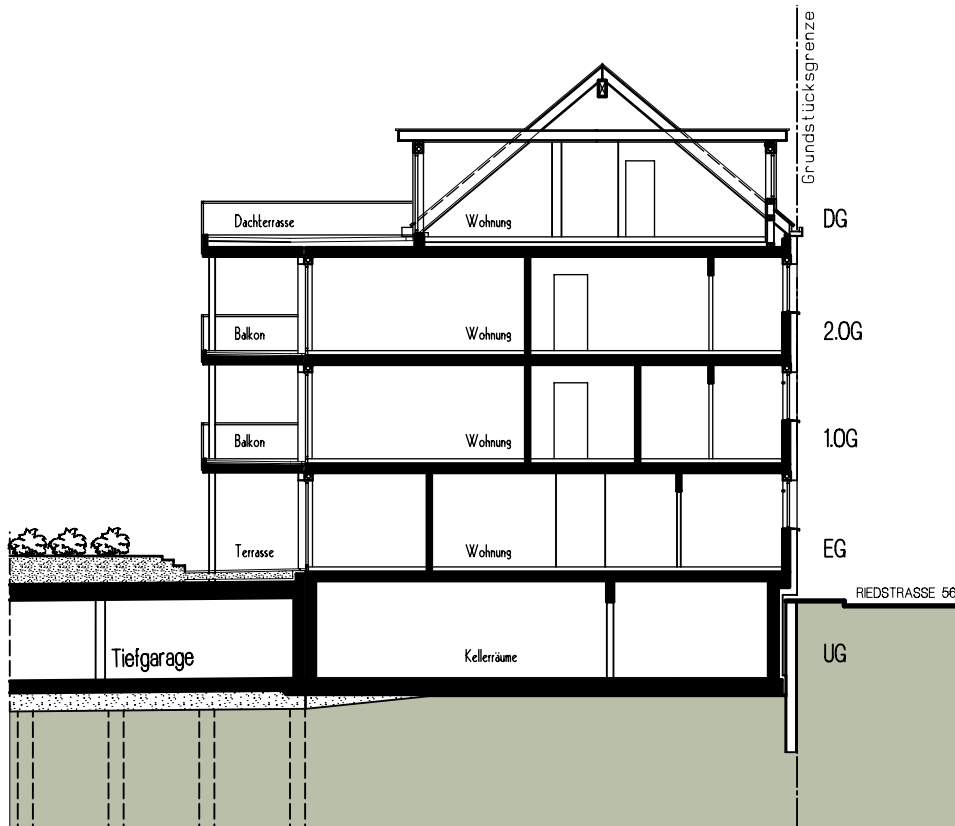 Grundstücksgrenze
Dachterrasse
Wohnung
DG
Balkon
Wohnung
2.OG
Balkon
Wohnung
1.OG
Terrasse
Wohnung
EG
RIEDSTRASSE 56
Tiefgarage
Kellerräume
UG